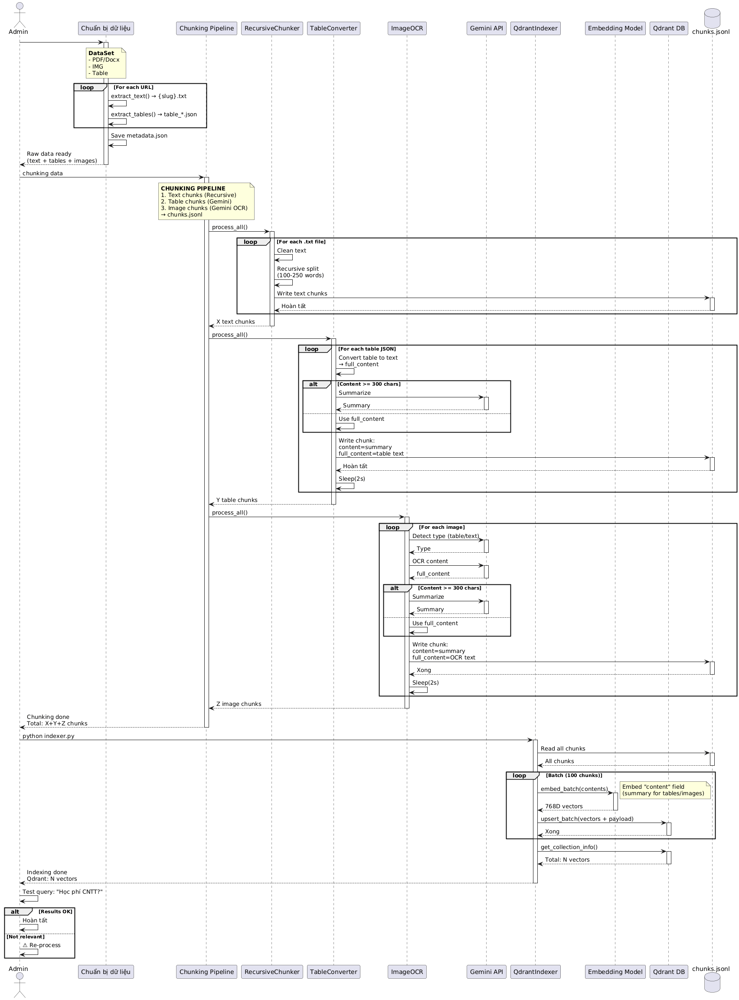 Admin
Chuẩn bị dữ liệu
Chunking Pipeline
RecursiveChunker
TableConverter
ImageOCR
Gemini API
QdrantIndexer
Embedding Model
Qdrant DB
chunks.jsonl
DataSet
- PDF/Docx
- IMG
- Table
loop [For each URL]
extract_text() → {slug}.txt
extract_tables() → table_*.json
Save metadata.json
Raw data ready
(text + tables + images)
chunking data
CHUNKING PIPELINE
1. Text chunks (Recursive)
2. Table chunks (Gemini)
3. Image chunks (Gemini OCR)
→ chunks.jsonl
process_all()
loop [For each .txt file]
Clean text
Recursive split
(100-250 words)
Write text chunks
Hoàn tất
X text chunks
process_all()
loop [For each table JSON]
Convert table to text
→ full_content
alt [Content >= 300 chars]
Summarize
Summary
Use full_content
Write chunk:
content=summary
full_content=table text
Hoàn tất
Sleep(2s)
Y table chunks
process_all()
loop [For each image]
Detect type (table/text)
Type
OCR content
full_content
alt [Content >= 300 chars]
Summarize
Summary
Use full_content
Write chunk:
content=summary
full_content=OCR text
Xong
Sleep(2s)
Z image chunks
Chunking done
Total: X+Y+Z chunks
python indexer.py
Read all chunks
All chunks
loop [Batch (100 chunks)]
embed_batch(contents)
Embed "content" field
(summary for tables/images)
768D vectors
upsert_batch(vectors + payload)
Xong
get_collection_info()
Total: N vectors
Indexing done
Qdrant: N vectors
Test query: "Học phí CNTT?"
alt [Results OK]
Hoàn tất
[Not relevant]
⚠ Re-process
Admin
Chuẩn bị dữ liệu
Chunking Pipeline
RecursiveChunker
TableConverter
ImageOCR
Gemini API
QdrantIndexer
Embedding Model
Qdrant DB
chunks.jsonl